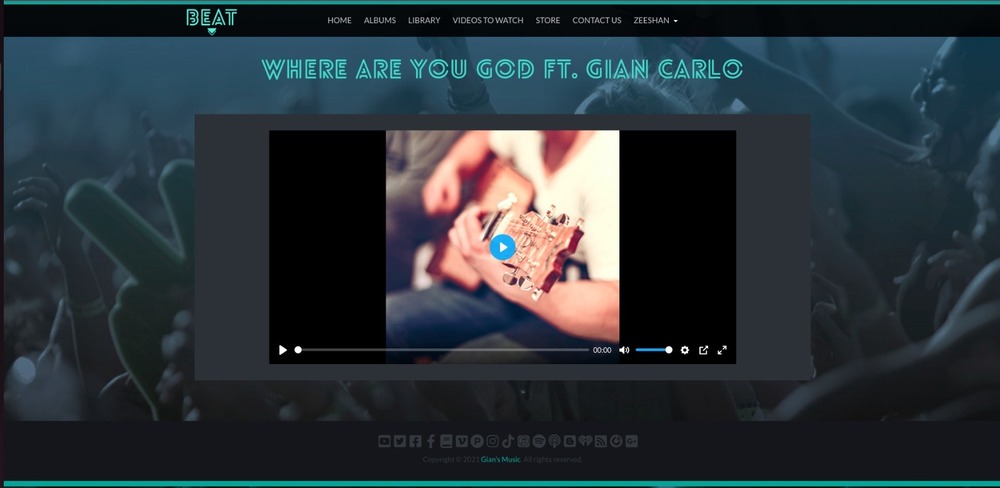 BEAT
HOME ALBUMS LIBRARY VIDEOS TO WATCH STORE CONTACT US ZEESHAN
WHERE ARE YOU GOD FT. GIAN CARLO
00:00
Copyright © 2021 Gian's Music. All rights reserved.